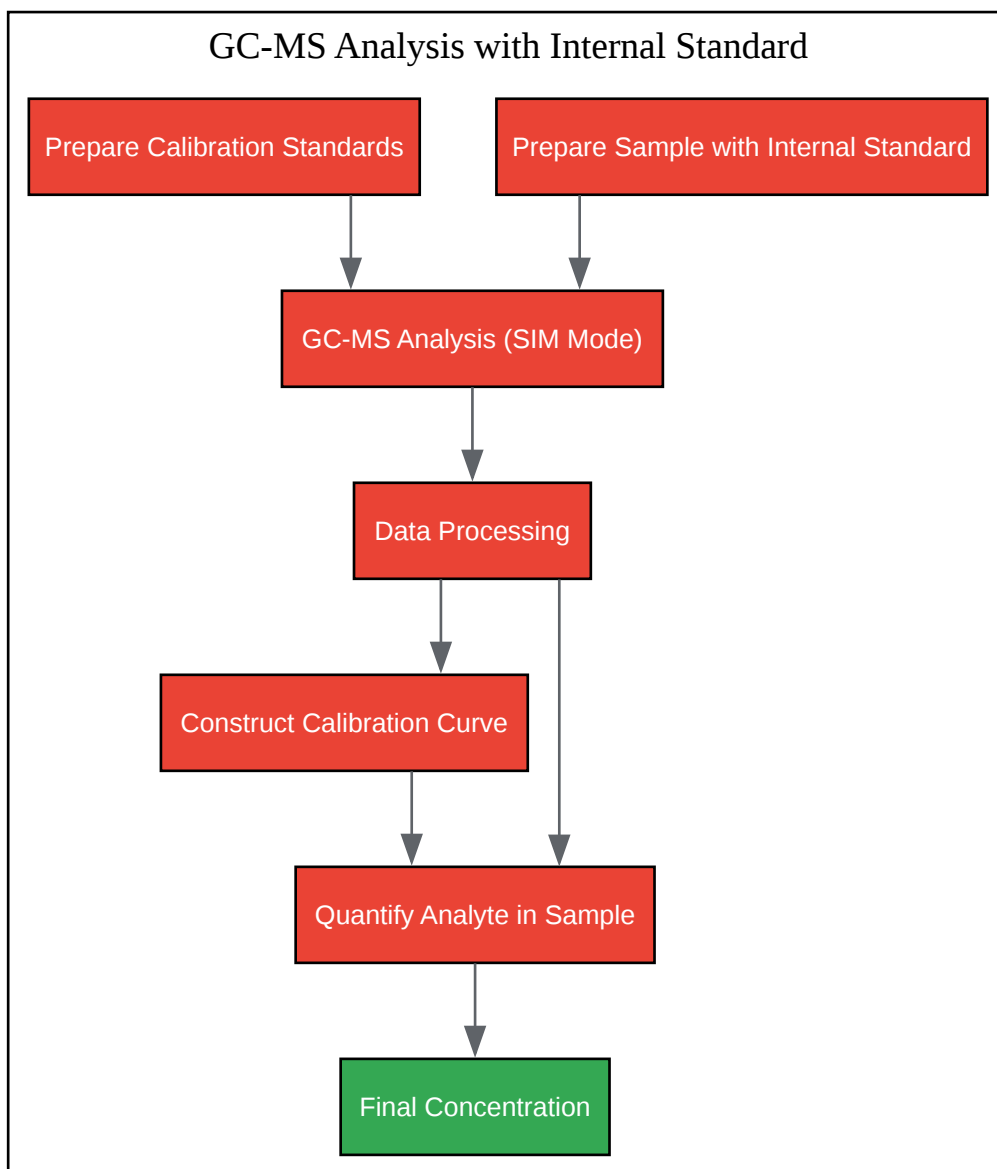 GC-MS Analysis with Internal Standard
Prepare Calibration Standards
Prepare Sample with Internal Standard
GC-MS Analysis (SIM Mode)
Data Processing
Construct Calibration Curve
Quantify Analyte in Sample
Final Concentration